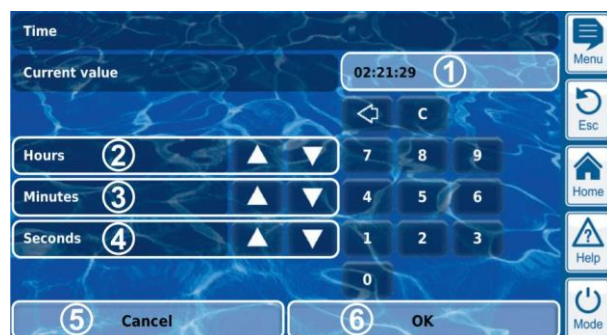 Time
Menu
Current value 02:21:29 1
C
Esc
Hours 2 7 8 9
Minutes 3 4 5 6
Home
Seconds 4 1 2 3
? Help
0
5 Cancel 6 OK
Mode